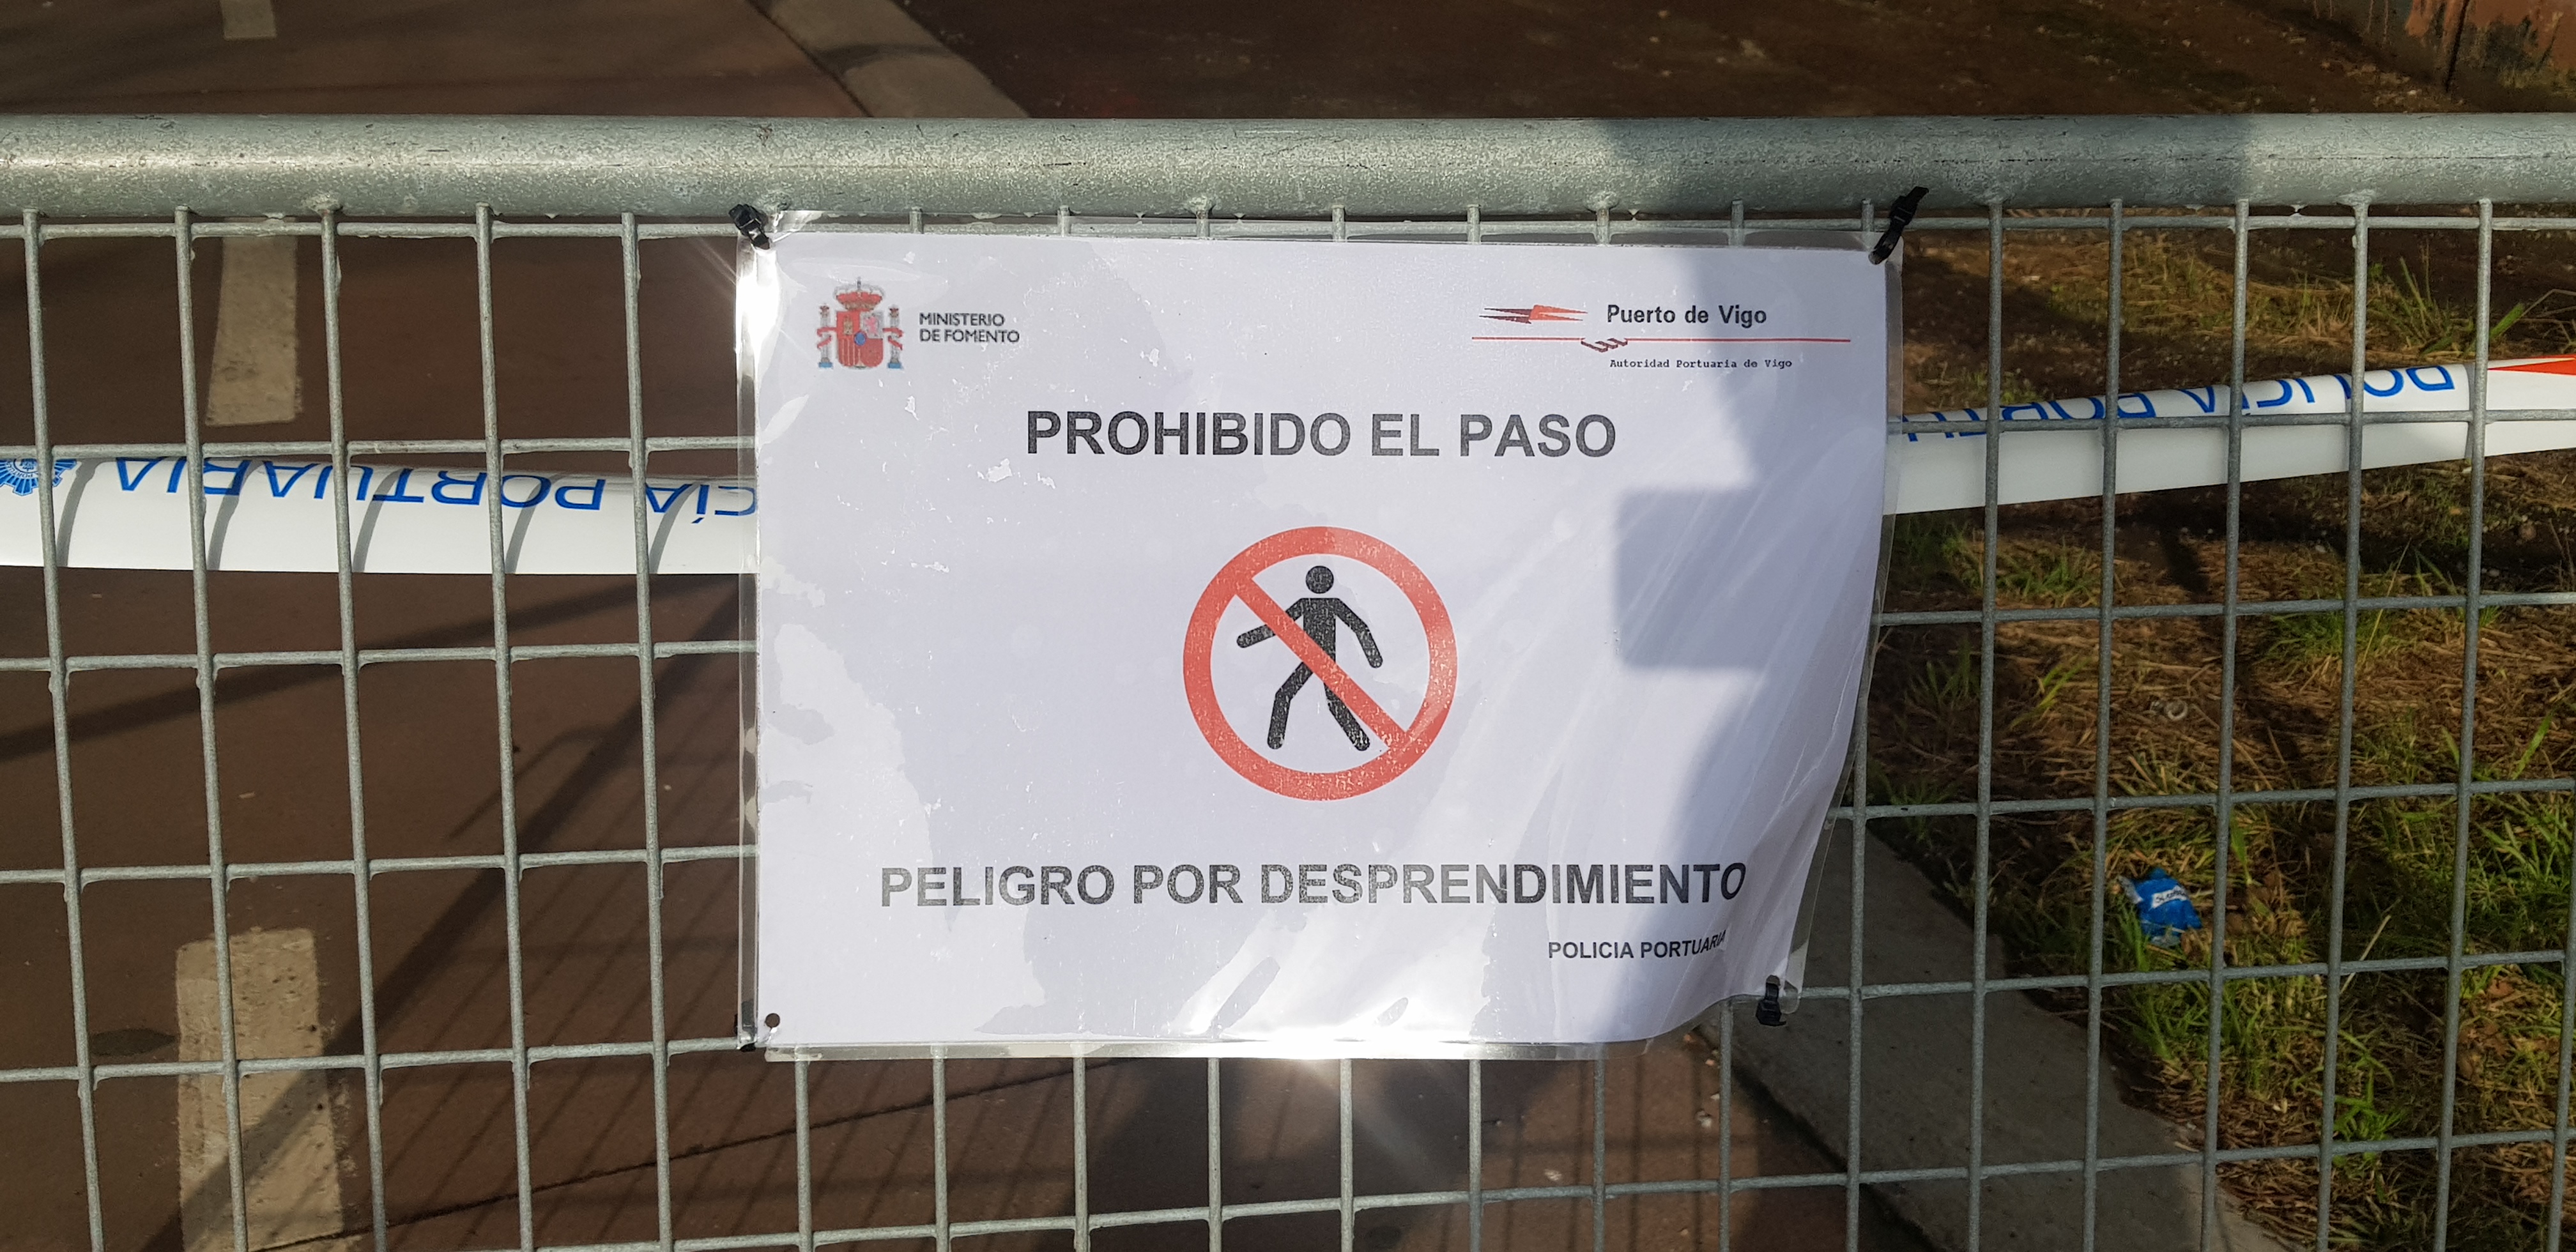 MINISTERIO
DE FOMENTO
Puerto de Vigo
Autoridad Portuaria de Vigo
PROHIBIDO EL PASO
POLICÍA
CÍA PORTUARIA
PELIGRO POR DESPRENDIMIENTO
POLICIA PORTUARIA